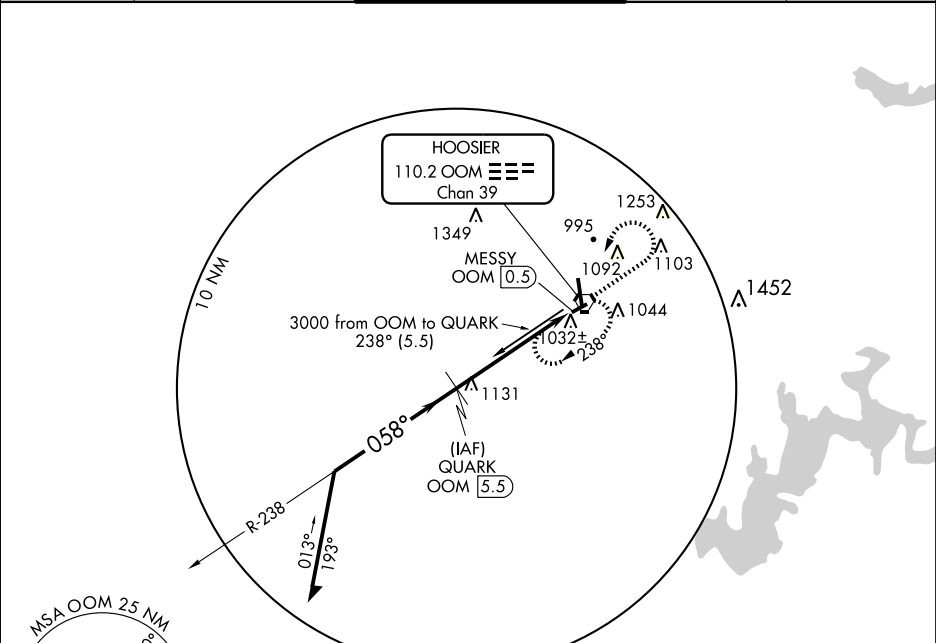 HOOSIER
110.2 OOM
Chan 39
1349
995
1253
1092
1103
1452
MESSY
OOM 0.5
1044
1032±
238°
3000 from OOM to QUARK
238° (5.5)
10 NM
1131
058°
(IAF)
QUARK
OOM 5.5
R-238
013°
193°
MSA OOM 25 NM